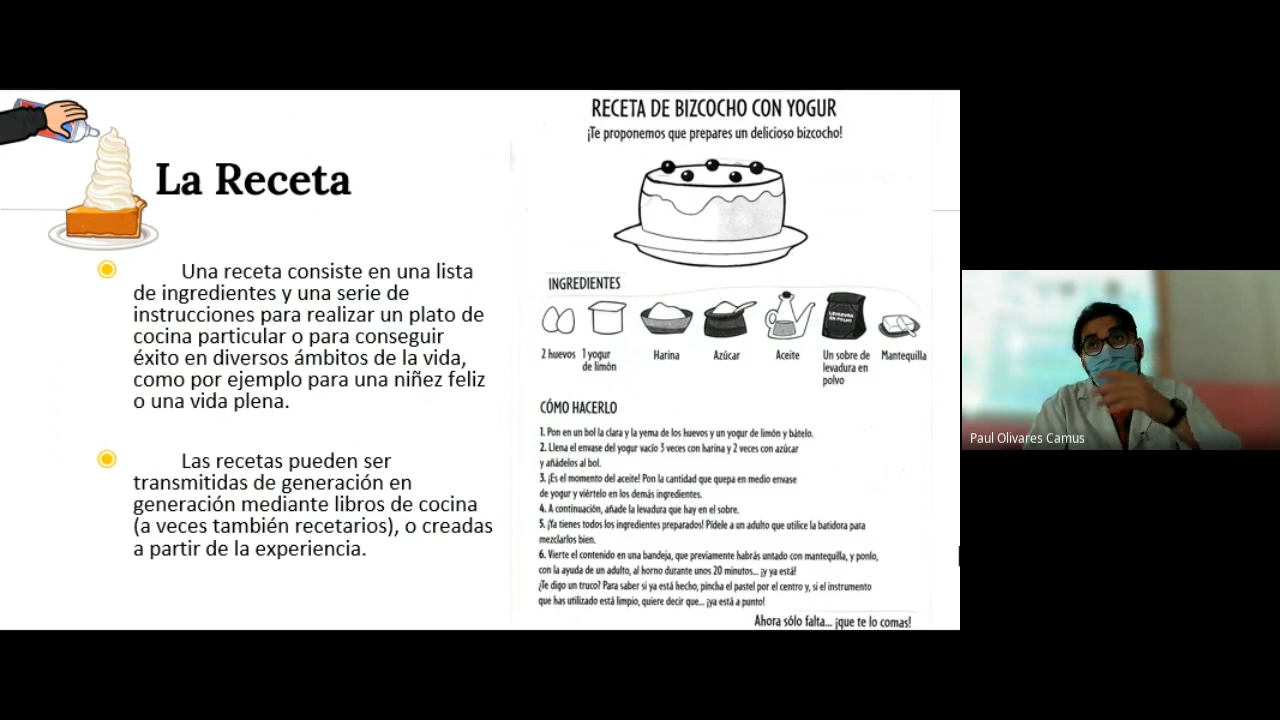 La Receta
Una receta consiste en una lista
de ingredientes y una serie de
instrucciones para realizar un plato de
cocina particular o para conseguir
éxito en diversos ámbitos de la vida,
como por ejemplo para una niñez feliz
o una vida plena.
Las recetas pueden ser
transmitidas de generación en
generación mediante libros de cocina
(a veces también recetarios), o creadas
a partir de la experiencia.
RECETA DE BIZCOCHO CON YOGUR
¡Te proponemos que prepares un delicioso bizcocho!
INGREDIENTES
LEVADURA
EN POLVO
2 huevos
1 yogur
de limón
Harina
Azúcar
Aceite
Un sobre de
levadura en
polvo
Mantequilla
CÓMO HACERLO
1. Pon en un bol la clara y la yema de los huevos y un yogur de limón y bátelo.
2. Llena el envase del yogur vacío 3 veces con harina y 2 veces con azúcar
y añádelos al bol.
3. ¡Es el momento del aceite! Pon la cantidad que quepa en medio envase
de yogur y viértelo en los demás ingredientes.
4. A continuación, añade la levadura que hay en el sobre.
5. ¡Ya tienes todos los ingredientes preparados! Pídele a un adulto que utilice la batidora para
mezclarlos bien.
6. Vierte el contenido en una bandeja, que previamente habrás untado con mantequilla, y ponlo,
con la ayuda de un adulto, al horno durante unos 20 minutos... ¡y ya está!
¿Te digo un truco? Para saber si ya está hecho, pincha el pastel por el centro y, si el instrumento
que has utilizado está limpio, quiere decir que... ¡ya está a punto!
Ahora sólo falta... ¡que te lo comas!
Paul Olivares Camus